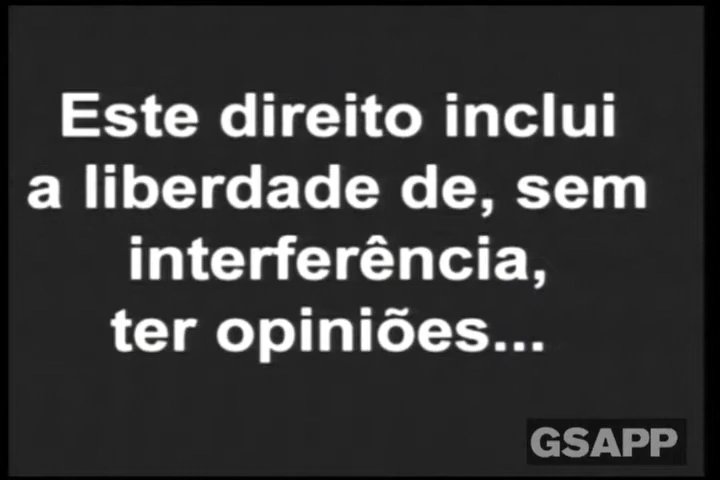 Este direito inclui
a liberdade de, sem
interferência,
ter opiniões...
GSAPP